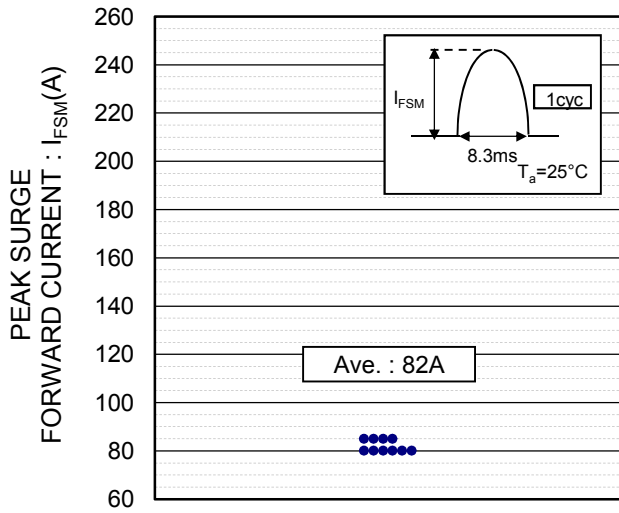 PEAK SURGE
FORWARD CURRENT : IFSM(A)
260
240
220
200
180
160
140
120
100
80
60
IFSM
1cyc
8.3ms
Ta=25°C
Ave. : 82A